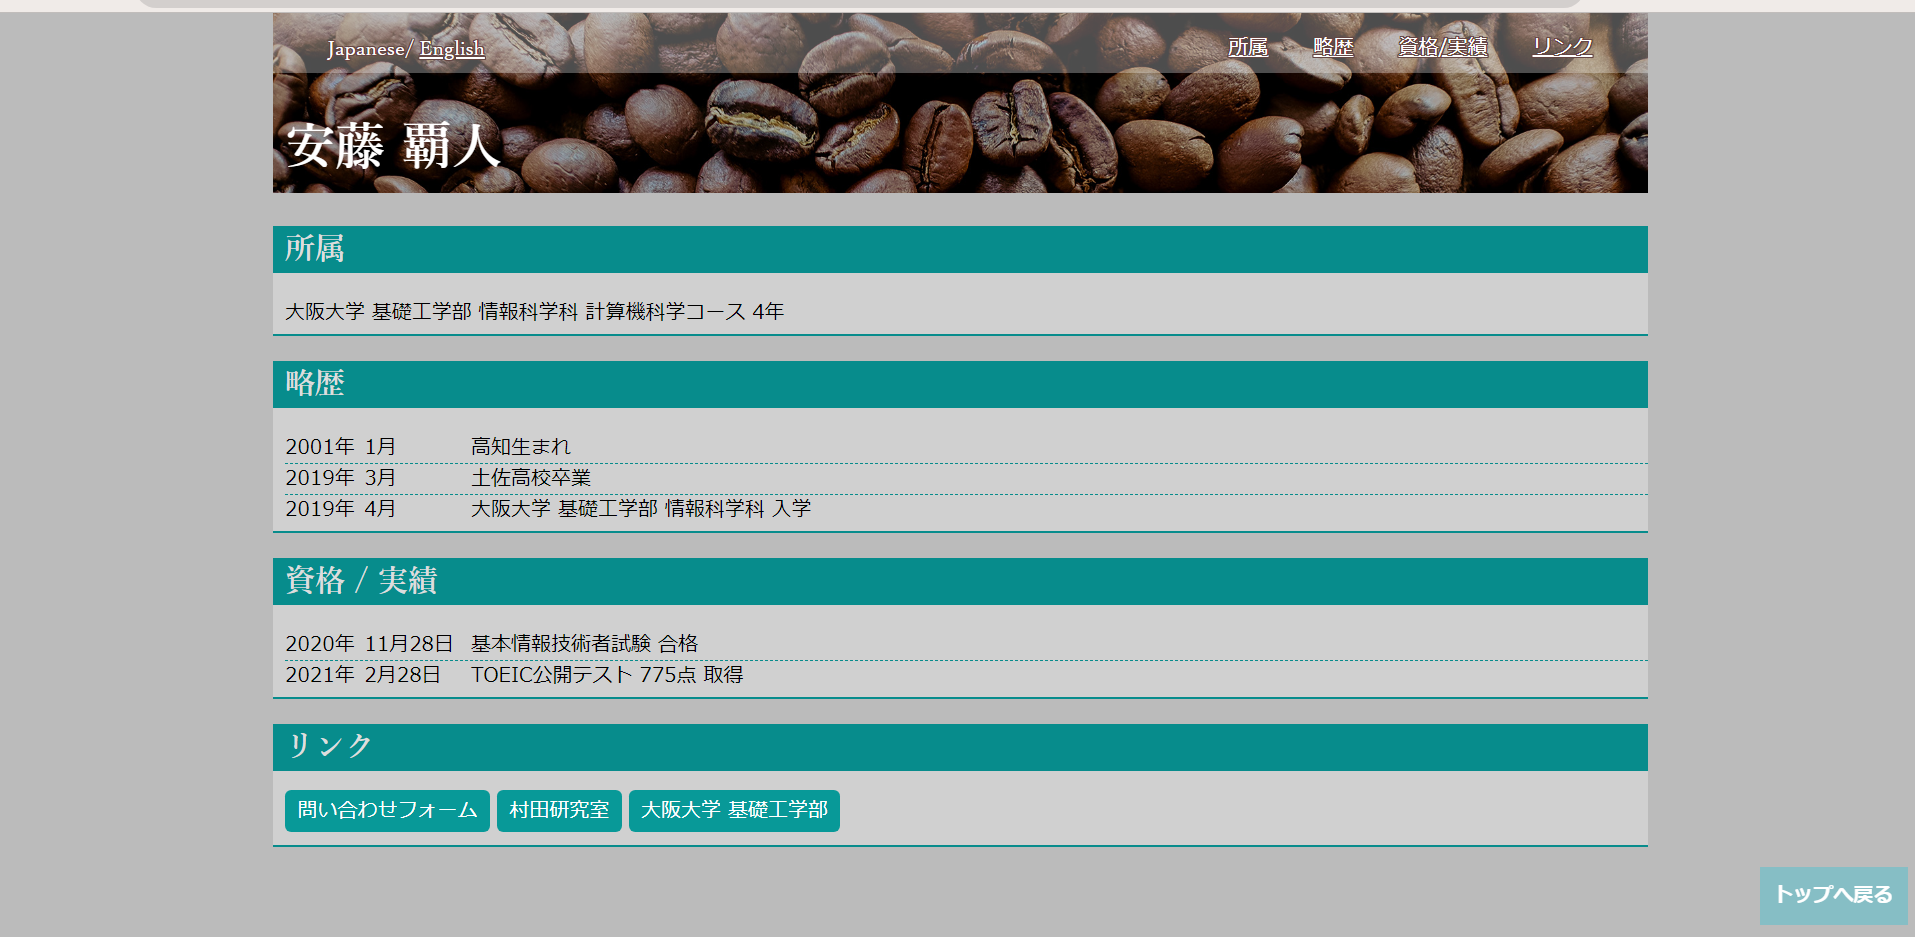 Japanese/ English
所属 略歴 資格/実績 リンク
安藤 覇人
所属
大阪大学 基礎工学部 情報科学科 計算機科学コース 4年
略歴
2001年 1月 高知生まれ
2019年 3月 土佐高校卒業
2019年 4月 大阪大学 基礎工学部 情報科学科 入学
資格 / 実績
2020年 11月28日 基本情報技術者試験 合格
2021年 2月28日 TOEIC公開テスト 775点 取得
リンク
問い合わせフォーム 村田研究室 大阪大学 基礎工学部
トップへ戻る